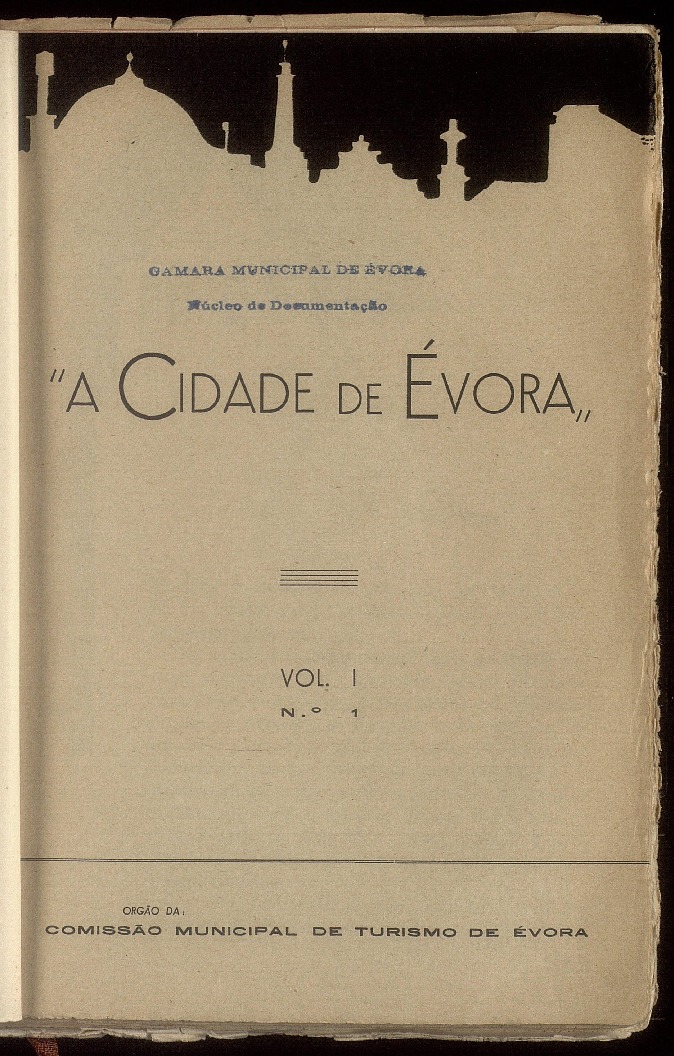 CAMARA MUNICIPAL DE ÉVORA
Núcleo de Documentação
"A CIDADE DE ÉVORA„
VOL. I
N.º 1
ORGÃO DA:
COMISSÃO MUNICIPAL DE TURISMO DE ÉVORA